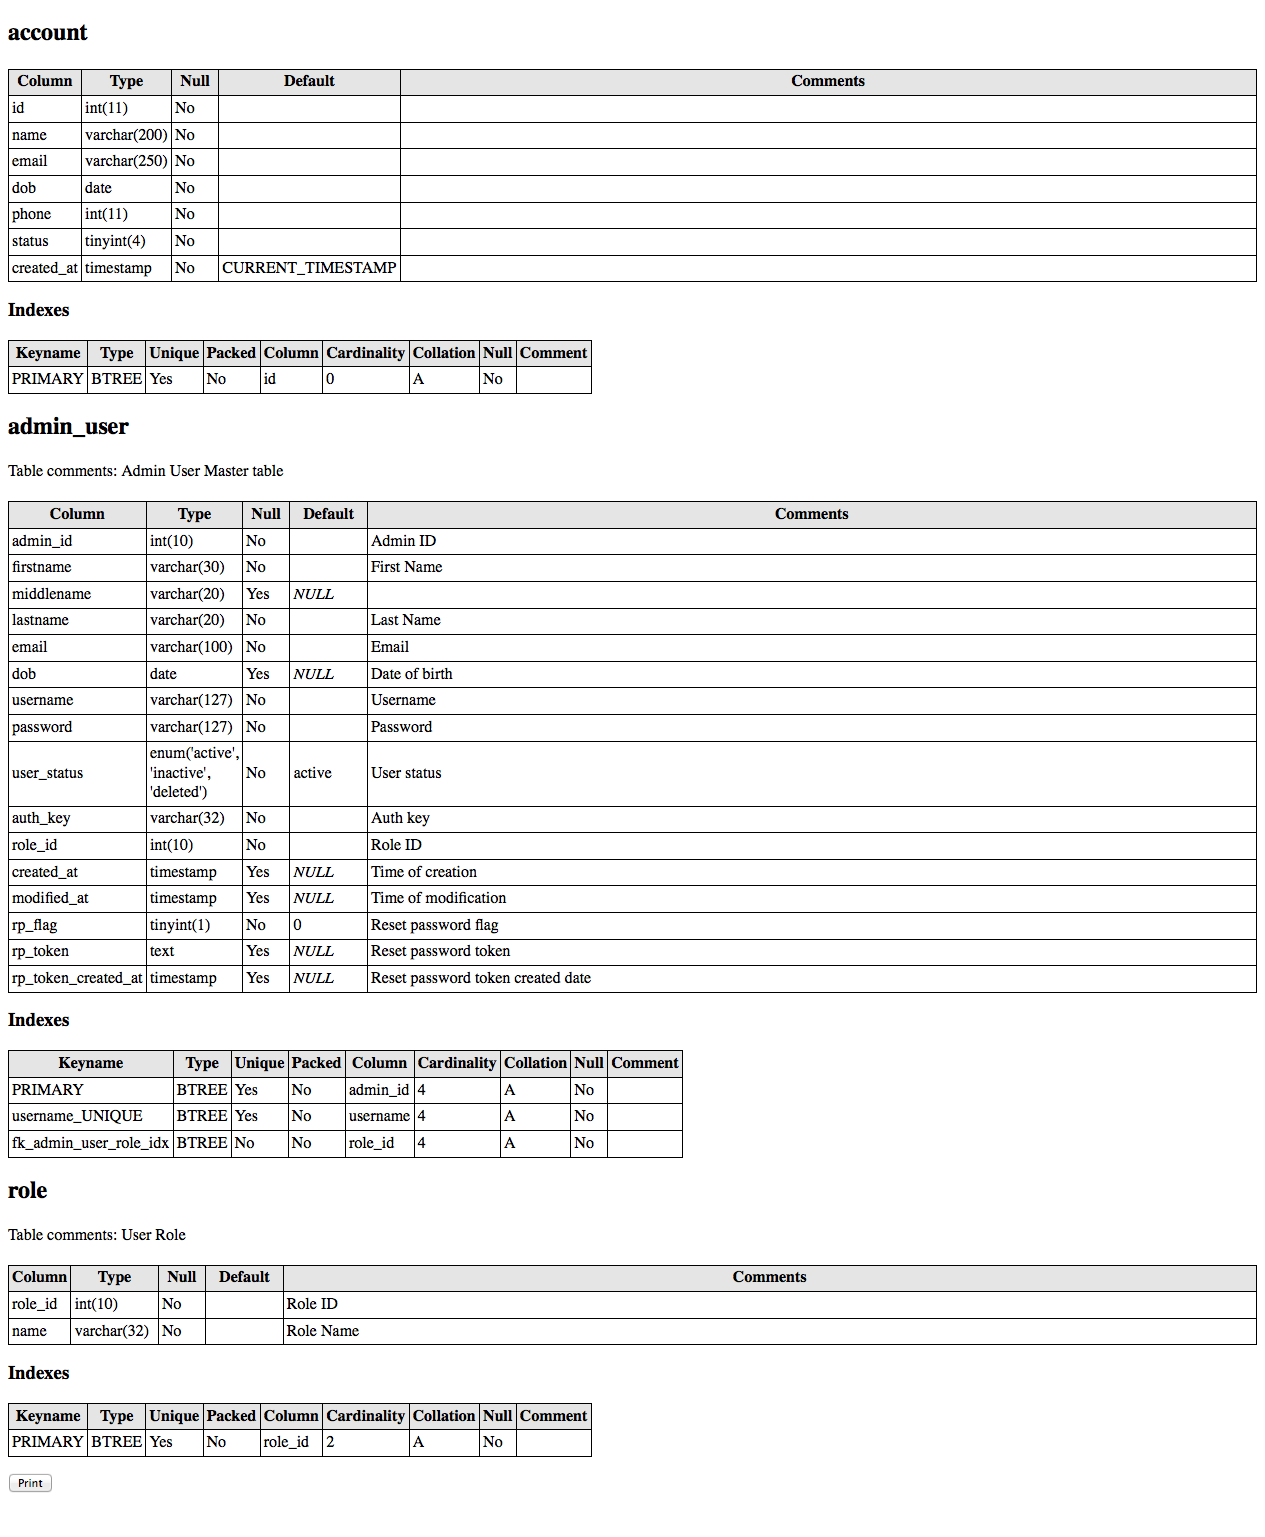 account
Column Type Null Default Comments
id int(11) No
name varchar(200) No
email varchar(250) No
dob date No
phone int(11) No
status tinyint(4) No
created_at timestamp No CURRENT_TIMESTAMP
Indexes
Keyname Type Unique Packed Column Cardinality Collation Null Comment
PRIMARY BTREE Yes No id 0 A No
admin_user
Table comments: Admin User Master table
Column Type Null Default Comments
admin_id int(10) No Admin ID
firstname varchar(30) No First Name
middlename varchar(20) Yes NULL
lastname varchar(20) No Last Name
email varchar(100) No Email
dob date Yes NULL Date of birth
username varchar(127) No Username
password varchar(127) No Password
user_status enum('active', 'inactive', 'deleted') No active User status
auth_key varchar(32) No Auth key
role_id int(10) No Role ID
created_at timestamp Yes NULL Time of creation
modified_at timestamp Yes NULL Time of modification
rp_flag tinyint(1) No 0 Reset password flag
rp_token text Yes NULL Reset password token
rp_token_created_at timestamp Yes NULL Reset password token created date
Indexes
Keyname Type Unique Packed Column Cardinality Collation Null Comment
PRIMARY BTREE Yes No admin_id 4 A No
username_UNIQUE BTREE Yes No username 4 A No
fk_admin_user_role_idx BTREE No No role_id 4 A No
role
Table comments: User Role
Column Type Null Default Comments
role_id int(10) No Role ID
name varchar(32) No Role Name
Indexes
Keyname Type Unique Packed Column Cardinality Collation Null Comment
PRIMARY BTREE Yes No role_id 2 A No
Print